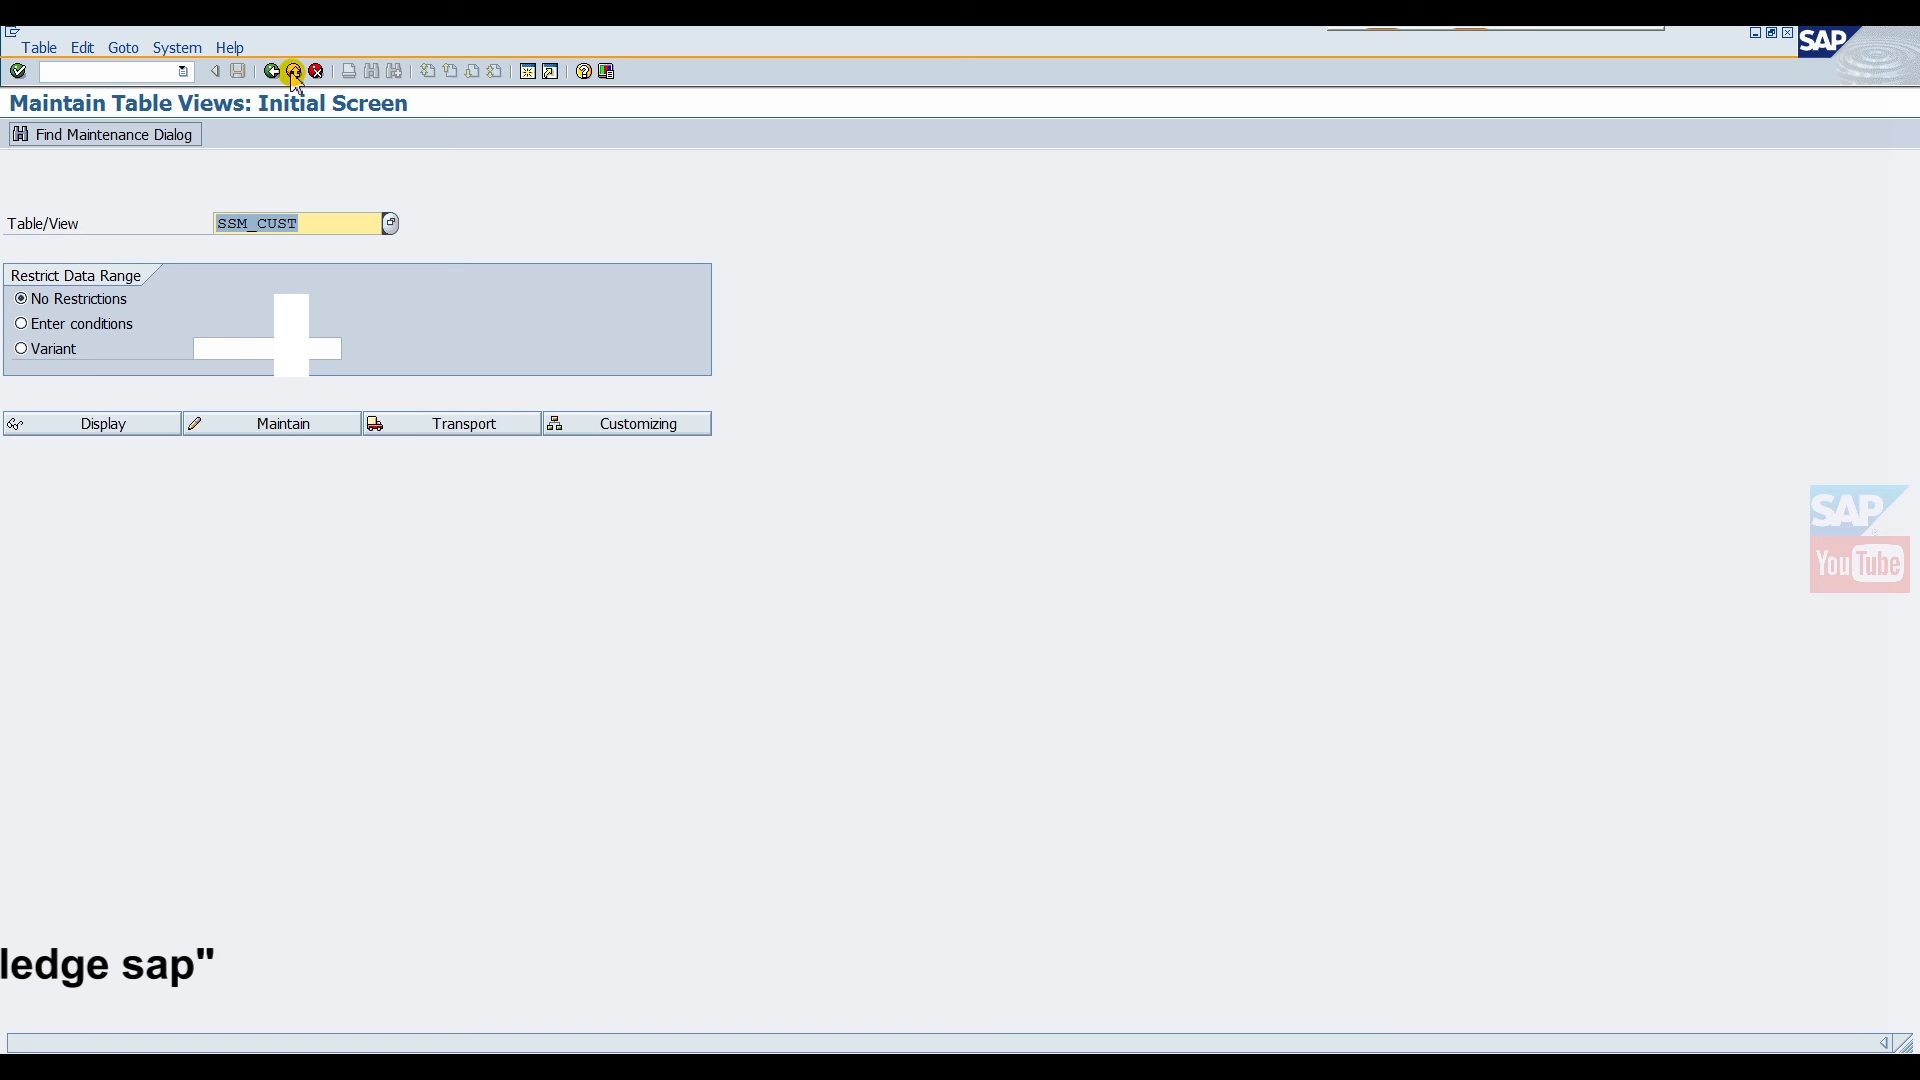 Table Edit Goto System Help
SAP
Maintain Table Views: Initial Screen
Find Maintenance Dialog
Table/View SSM_CUST
Restrict Data Range
No Restrictions
Enter conditions
Variant
Display Maintain Transport Customizing
SAP
YouTube
ledge sap"